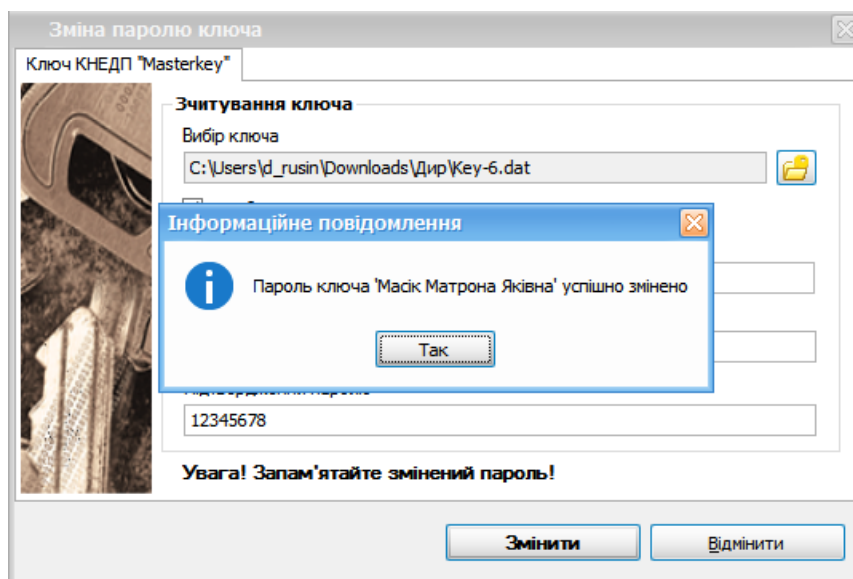 Зміна паролю ключа
Ключ КНЕДП "Masterkey"
Зчитування ключа
Вибір ключа
C:\Users\d_rusin\Downloads\Дир\Key-6.dat
Інформаційне повідомлення
Пароль ключа 'Масік Матрона Яківна' успішно змінено
Так
12345678
Увага! Запам'ятайте змінений пароль!
Змінити
Відмінити